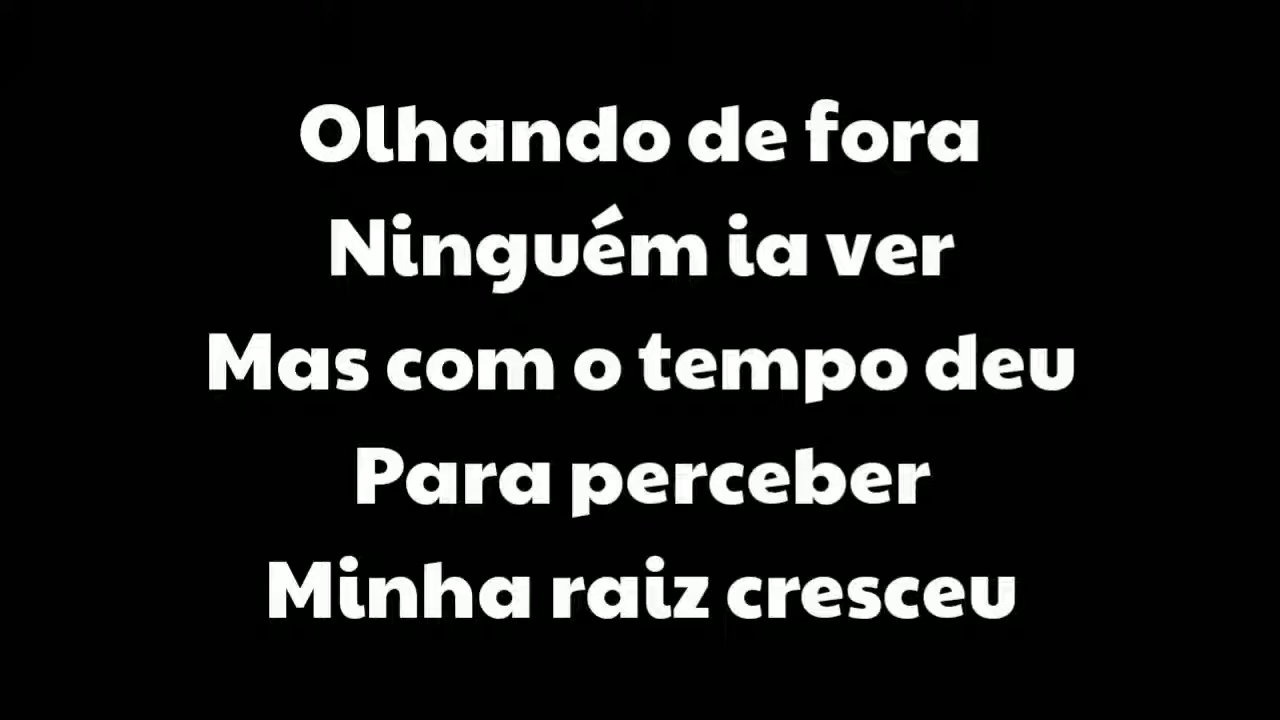 Olhando de fora
Ninguém ia ver
Mas com o tempo deu
Para perceber
Minha raiz cresceu